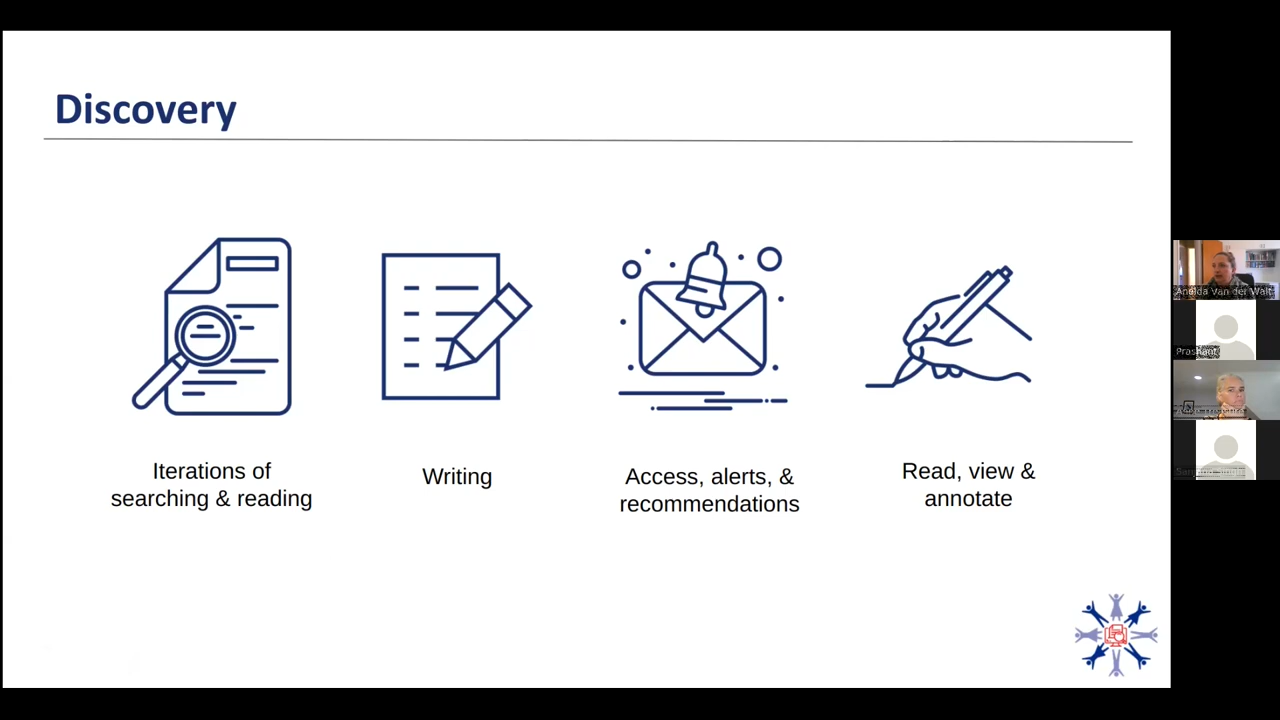 Discovery
Iterations of
searching & reading
Writing
Access, alerts, &
recommendations
Read, view &
annotate
Anelda Van der Walt
Prashant